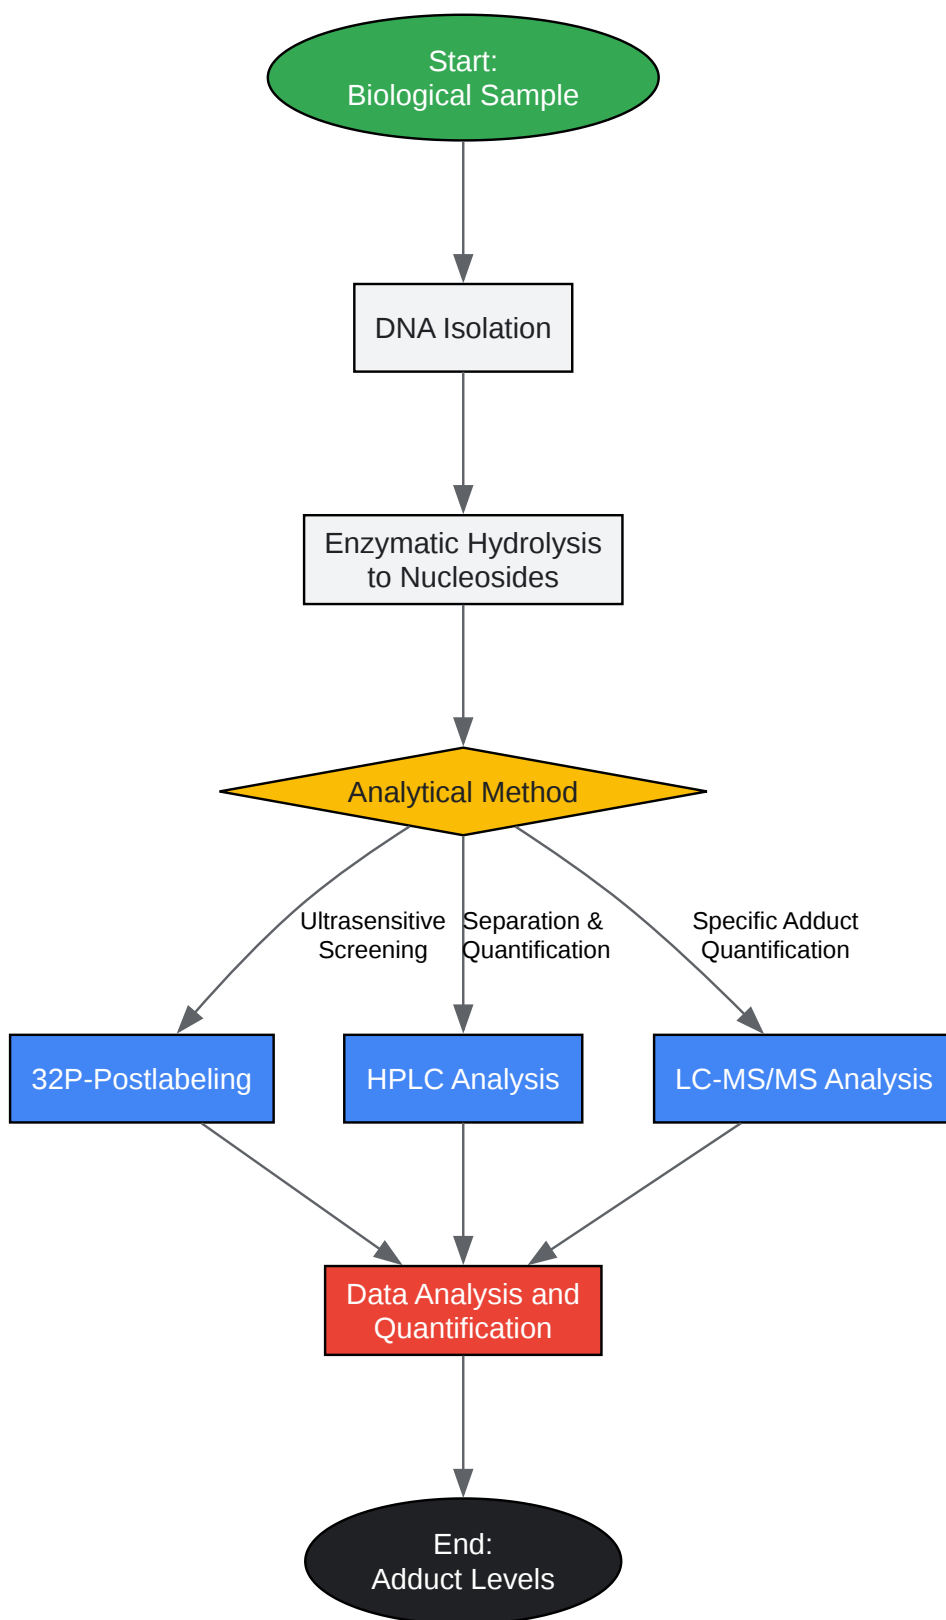 Start:
Biological Sample
DNA Isolation
Enzymatic Hydrolysis
to Nucleosides
Analytical Method
Ultrasensitive
Screening
Separation &
Quantification
Specific Adduct
Quantification
32P-Postlabeling
HPLC Analysis
LC-MS/MS Analysis
Data Analysis and
Quantification
End:
Adduct Levels